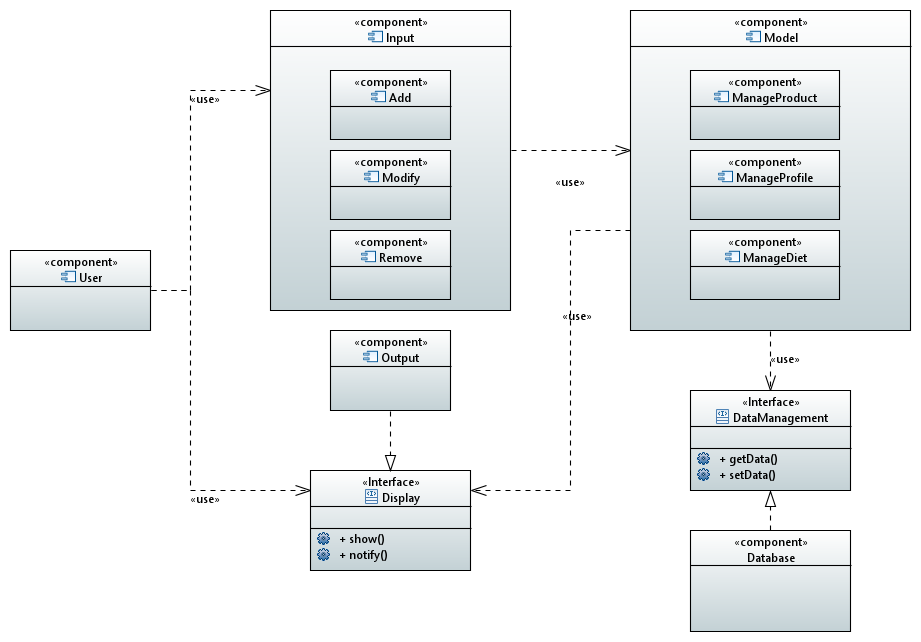 «component»
Input
«component»
Add
«component»
Modify
«component»
Remove
«component»
Model
«component»
ManageProduct
«component»
ManageProfile
«component»
ManageDiet
«use»
«use»
«component»
User
«use»
«component»
Output
«use»
«Interface»
DataManagement
+ getData()
+ setData()
«Interface»
Display
+ show()
+ notify()
«use»
«component»
Database